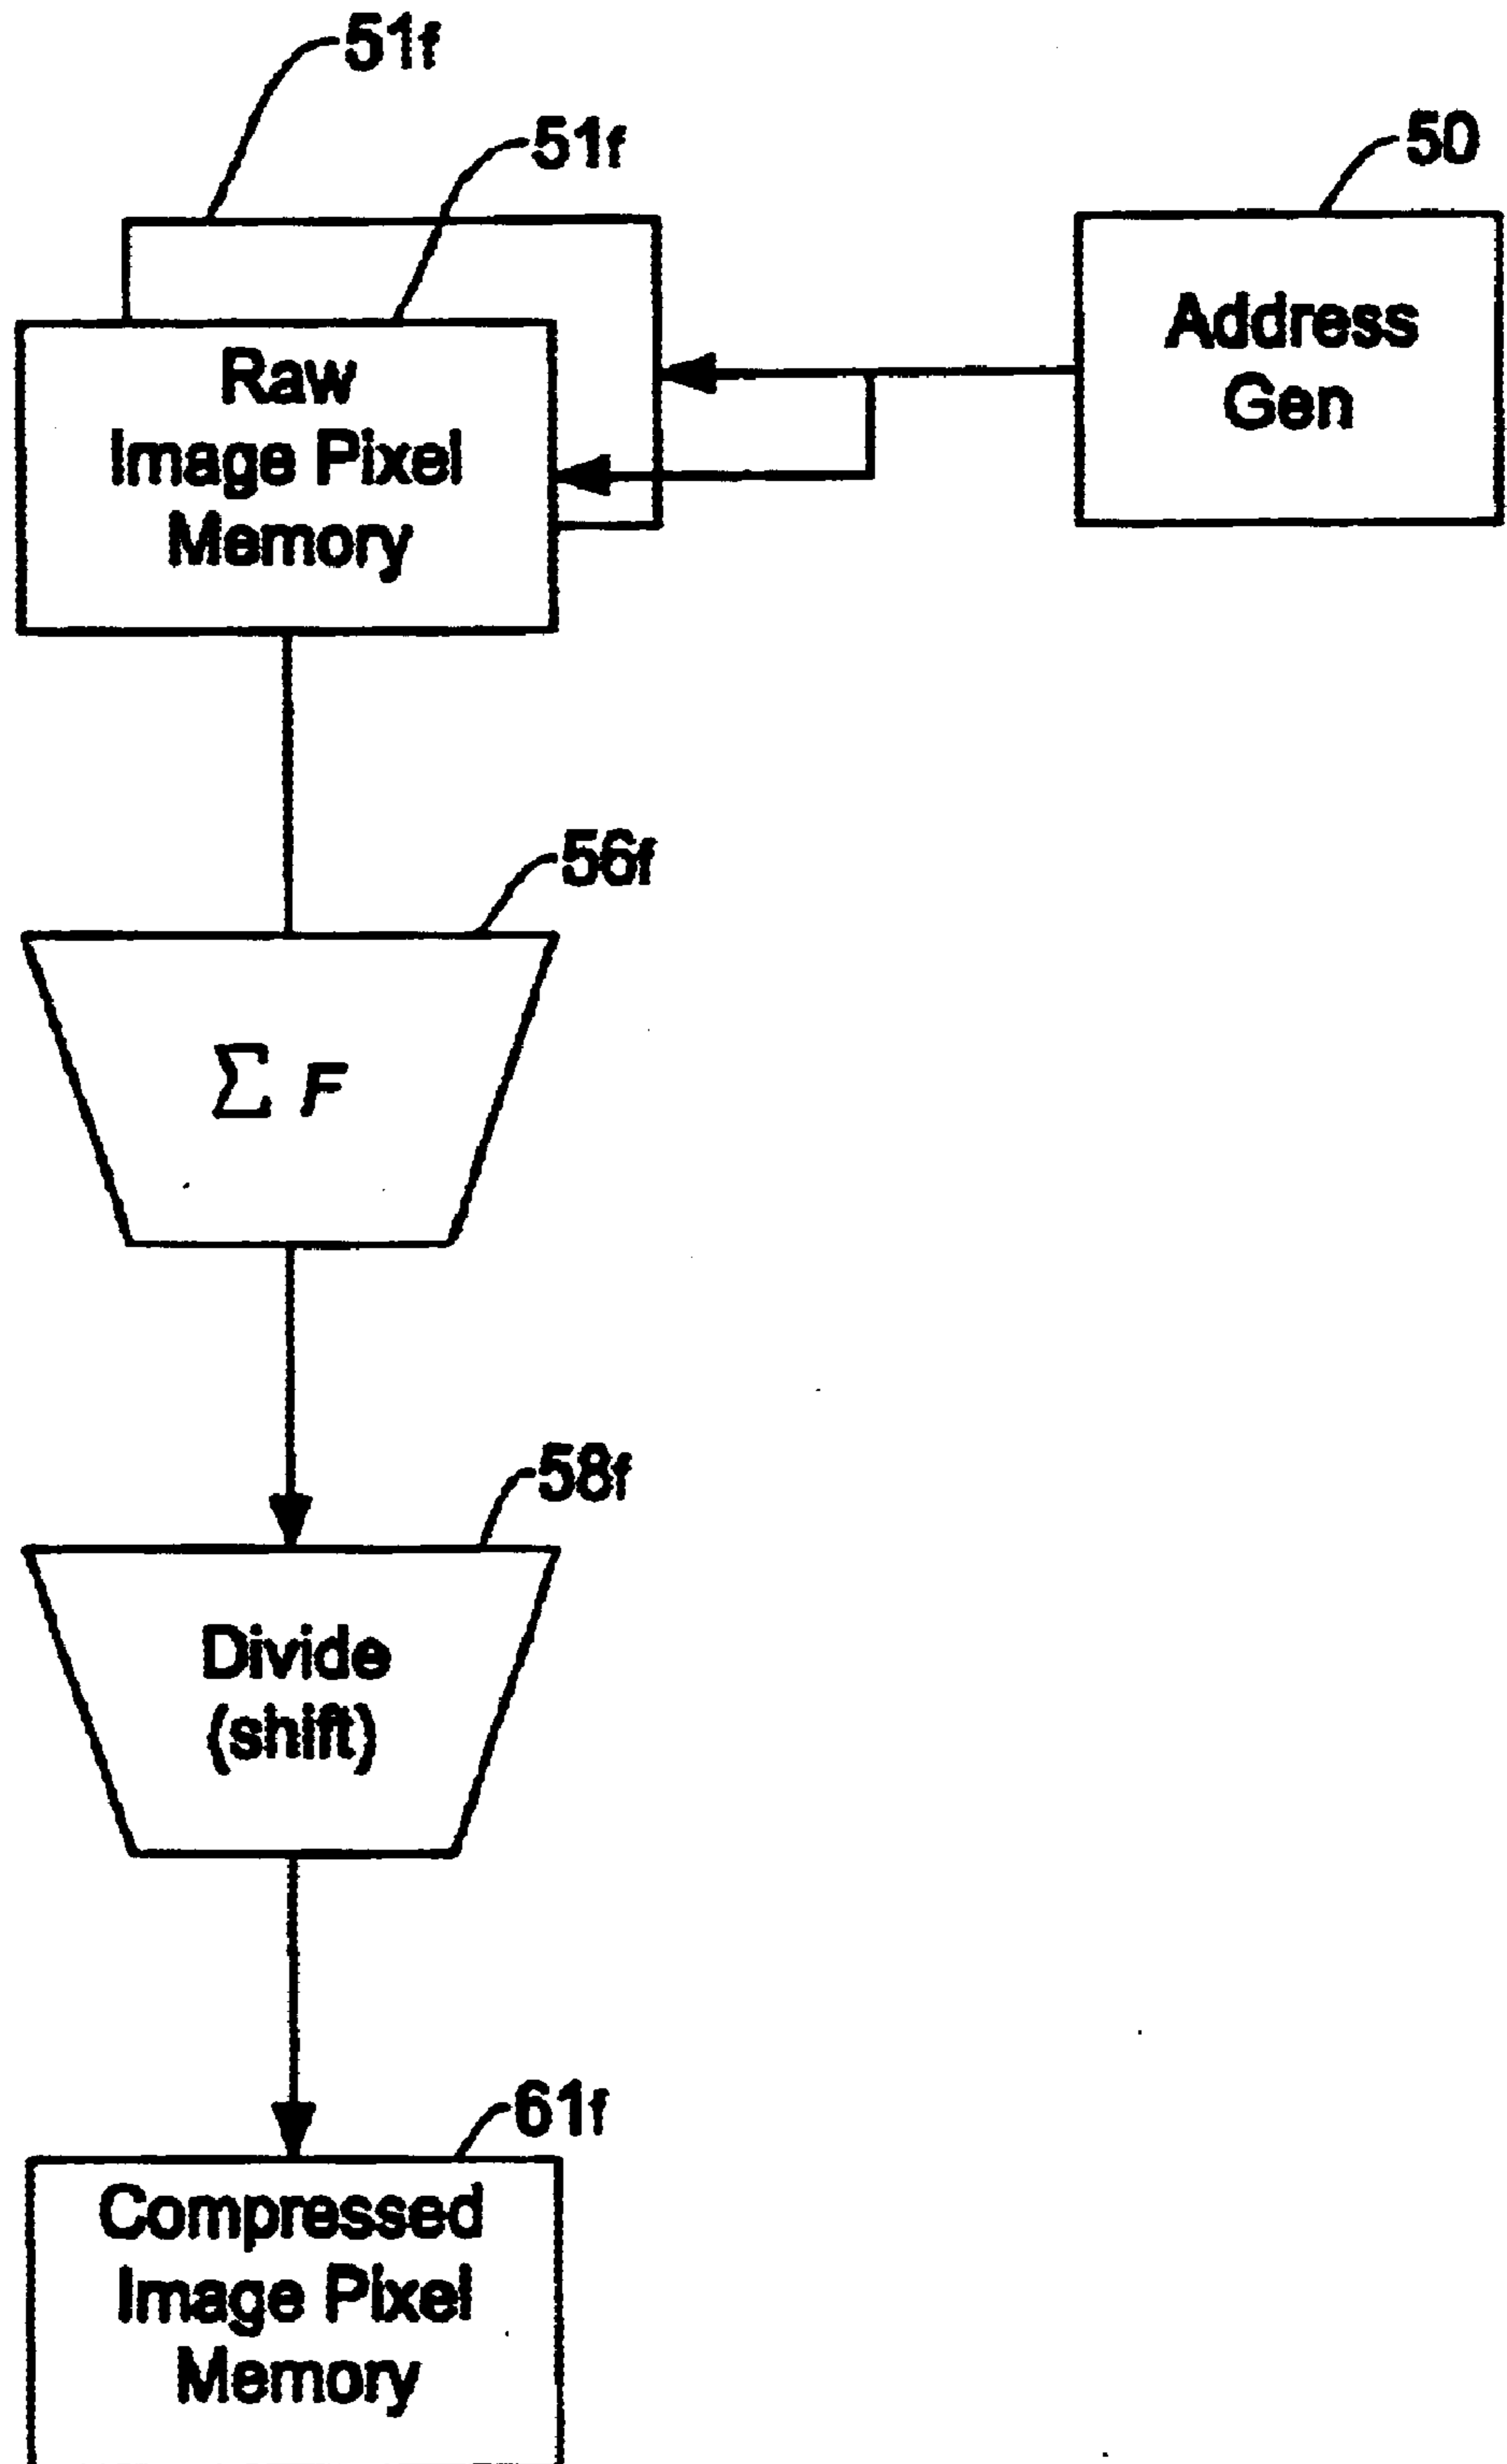 51f
51f
50
Raw
Image Pixel
Memory
Address
Gen
56f
Σ F
58f
Divide
(shift)
61f
Compressed
Image Pixel
Memory